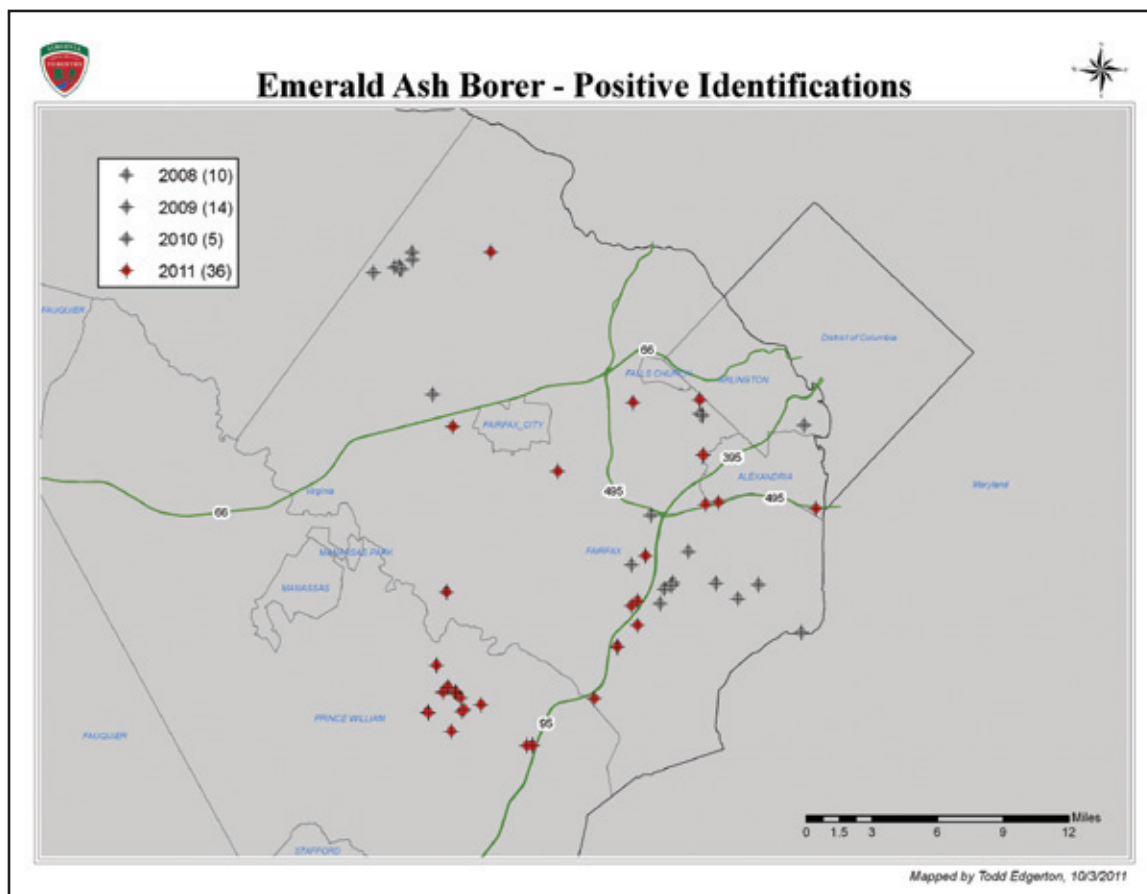 VIRGINIA
FORESTRY
Emerald Ash Borer - Positive Identifications
2008 (10)
2009 (14)
2010 (5)
2011 (36)
FAUQUIER
District of Columbia
66
FALLS CHURCH
ARLINGTON
FAIRFAX_CITY
395
ALEXANDRIA
495
495
Maryland
Virginia
66
MANASSAS PARK
FAIRFAX
MANASSAS
PRINCE WILLIAM
95
FAUQUIER
STAFFORD
Miles
0 1.5 3 6 9 12
Mapped by Todd Edgerton, 10/3/2011